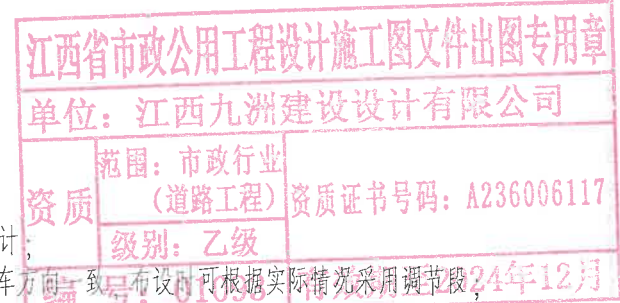 江西省市政公用工程设计施工图文件出图专用章
单位：江西九洲建设设计有限公司
资质
范围：市政行业
（道路工程）
级别：乙级
资质证书号码：A236006117
计；
车方向一致，布设时可根据实际情况采用调节段，
编 号：
2024年12月